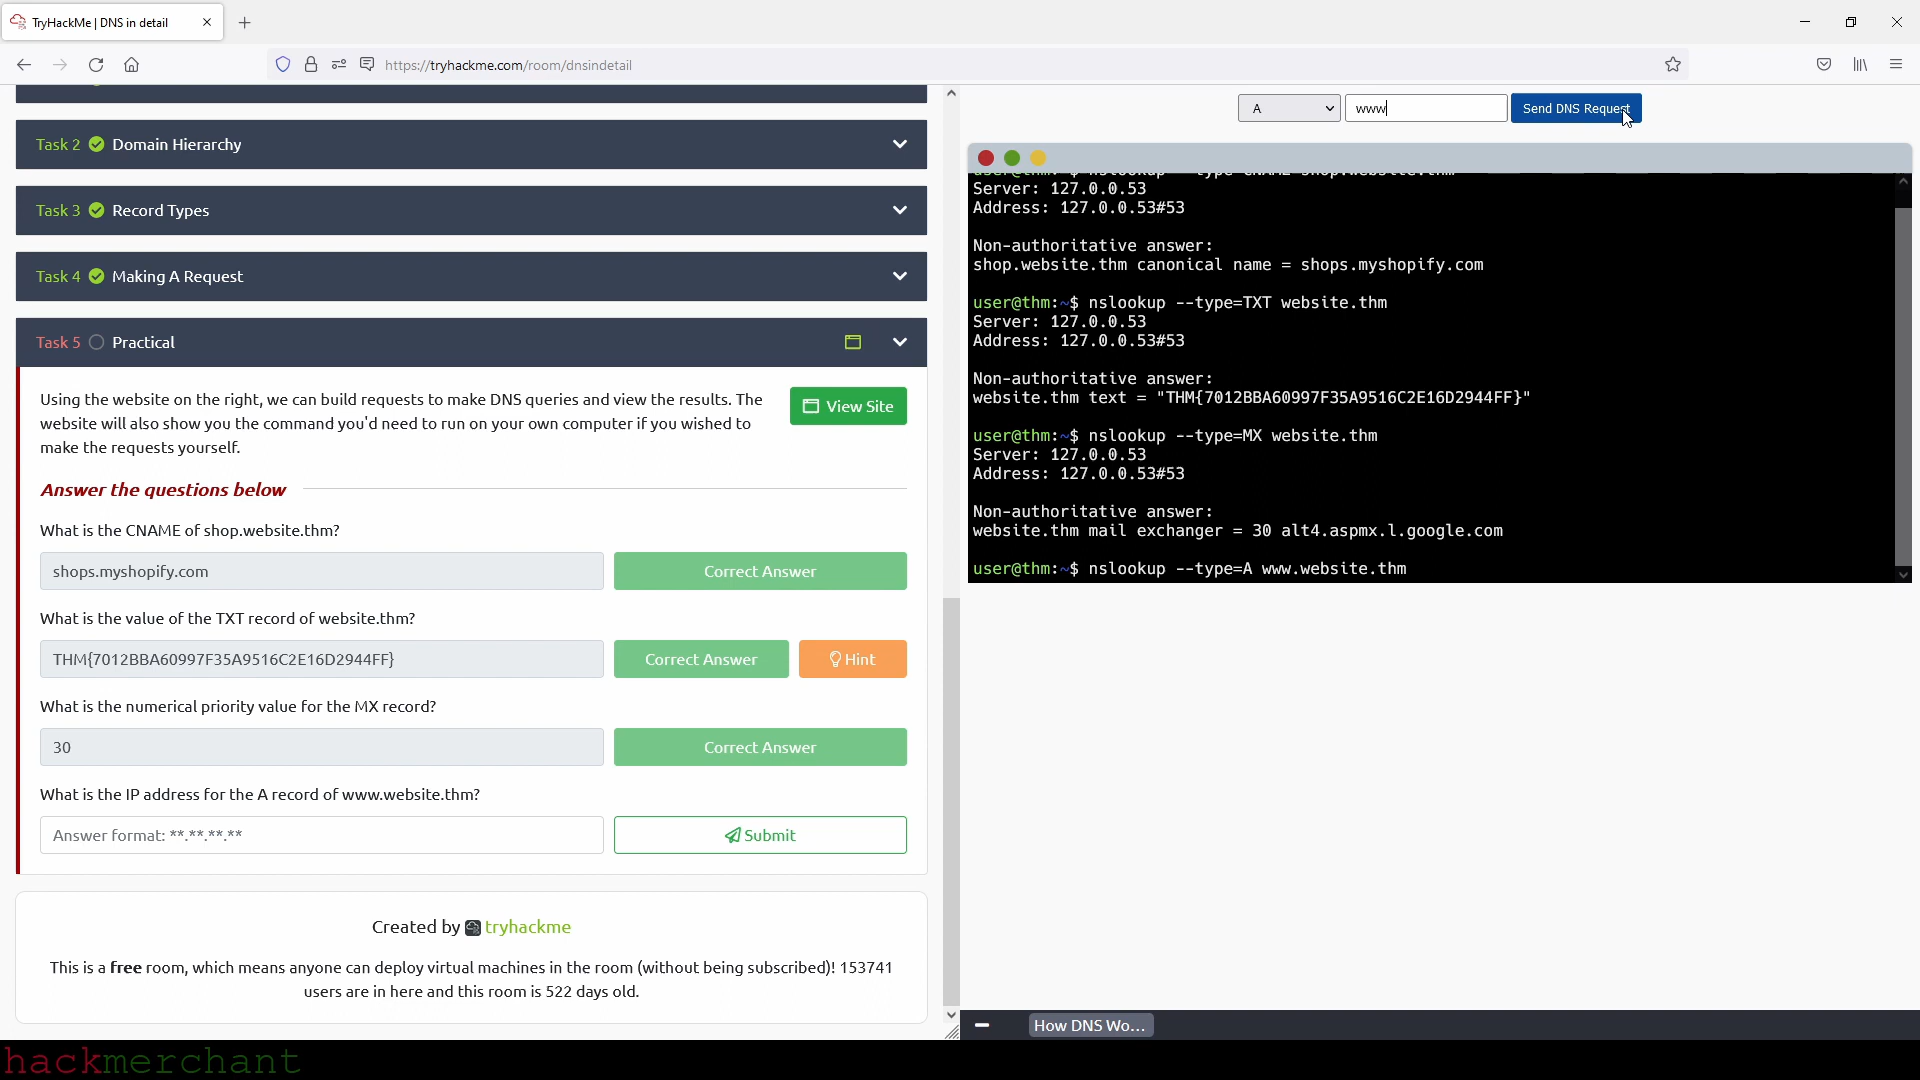 TryHackMe | DNS in detail
https://tryhackme.com/room/dnsindetail
Task 2 Domain Hierarchy
Task 3 Record Types
Task 4 Making A Request
Task 5 Practical
Using the website on the right, we can build requests to make DNS queries and view the results. The
website will also show you the command you'd need to run on your own computer if you wished to
make the requests yourself.
View Site
Answer the questions below
What is the CNAME of shop.website.thm?
shops.myshopify.com
Correct Answer
What is the value of the TXT record of website.thm?
THM{7012BBA60997F35A9516C2E16D2944FF}
Correct Answer
Hint
What is the numerical priority value for the MX record?
30
Correct Answer
What is the IP address for the A record of www.website.thm?
Answer format: **.**.**.**
Submit
Created by tryhackme
This is a free room, which means anyone can deploy virtual machines in the room (without being subscribed)! 153741
users are in here and this room is 522 days old.
A
www
Send DNS Request
user@thm:~$ nslookup --type=CNAME shop.website.thm
Server: 127.0.0.53
Address: 127.0.0.53#53
Non-authoritative answer:
shop.website.thm canonical name = shops.myshopify.com
user@thm:~$ nslookup --type=TXT website.thm
Server: 127.0.0.53
Address: 127.0.0.53#53
Non-authoritative answer:
website.thm text = "THM{7012BBA60997F35A9516C2E16D2944FF}"
user@thm:~$ nslookup --type=MX website.thm
Server: 127.0.0.53
Address: 127.0.0.53#53
Non-authoritative answer:
website.thm mail exchanger = 30 alt4.aspmx.l.google.com
user@thm:~$ nslookup --type=A www.website.thm
How DNS Wo...
hackmerchant